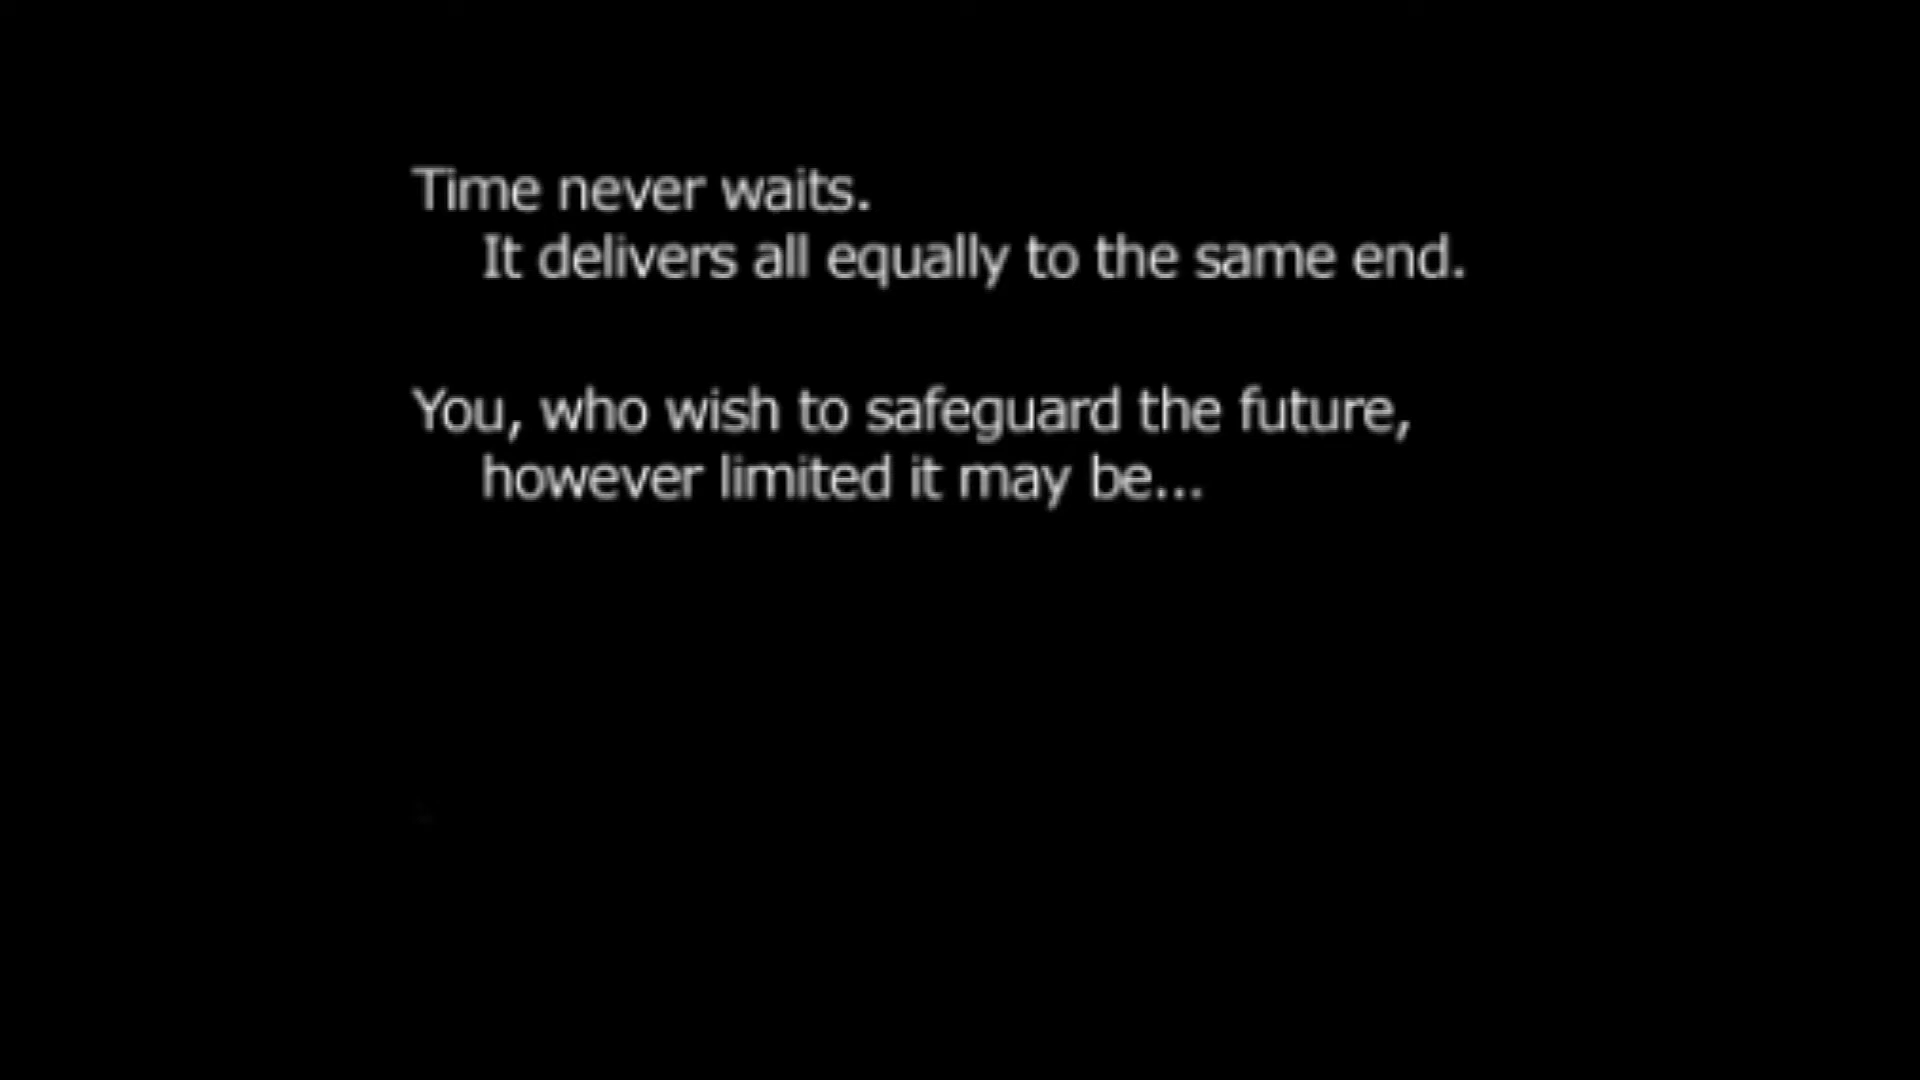 Time never waits.
It delivers all equally to the same end.
You, who wish to safeguard the future,
however limited it may be...